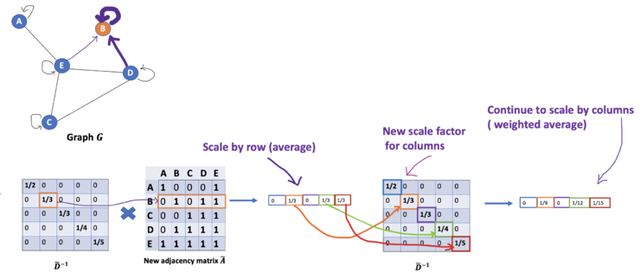 A
B
E
D
C
Graph G
Scale by row (average)
New scale factor
for columns
Continue to scale by columns
( weighted average)
1/2 0 0 0 0
0 1/3 0 0 0
0 0 1/3 0 0
0 0 0 1/4 0
0 0 0 0 1/5
D̃⁻¹
A B C D E
A 1 0 0 0 1
B 0 1 0 1 1
C 0 0 1 1 1
D 0 1 1 1 1
E 1 1 1 1 1
New adjacency matrix Ã
0 1/3 0 1/3 1/3
1/2 0 0 0 0
0 1/3 0 0 0
0 0 1/3 0 0
0 0 0 1/4 0
0 0 0 0 1/5
D̃⁻¹
0 1/9 0 1/12 1/15